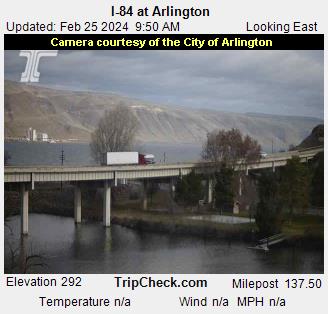 I-84 at Arlington
Updated: Feb 25 2024 9:50 AM Looking East
Camera courtesy of the City of Arlington
Elevation 292 TripCheck.com Milepost 137.50
Temperature n/a Wind n/a MPH n/a